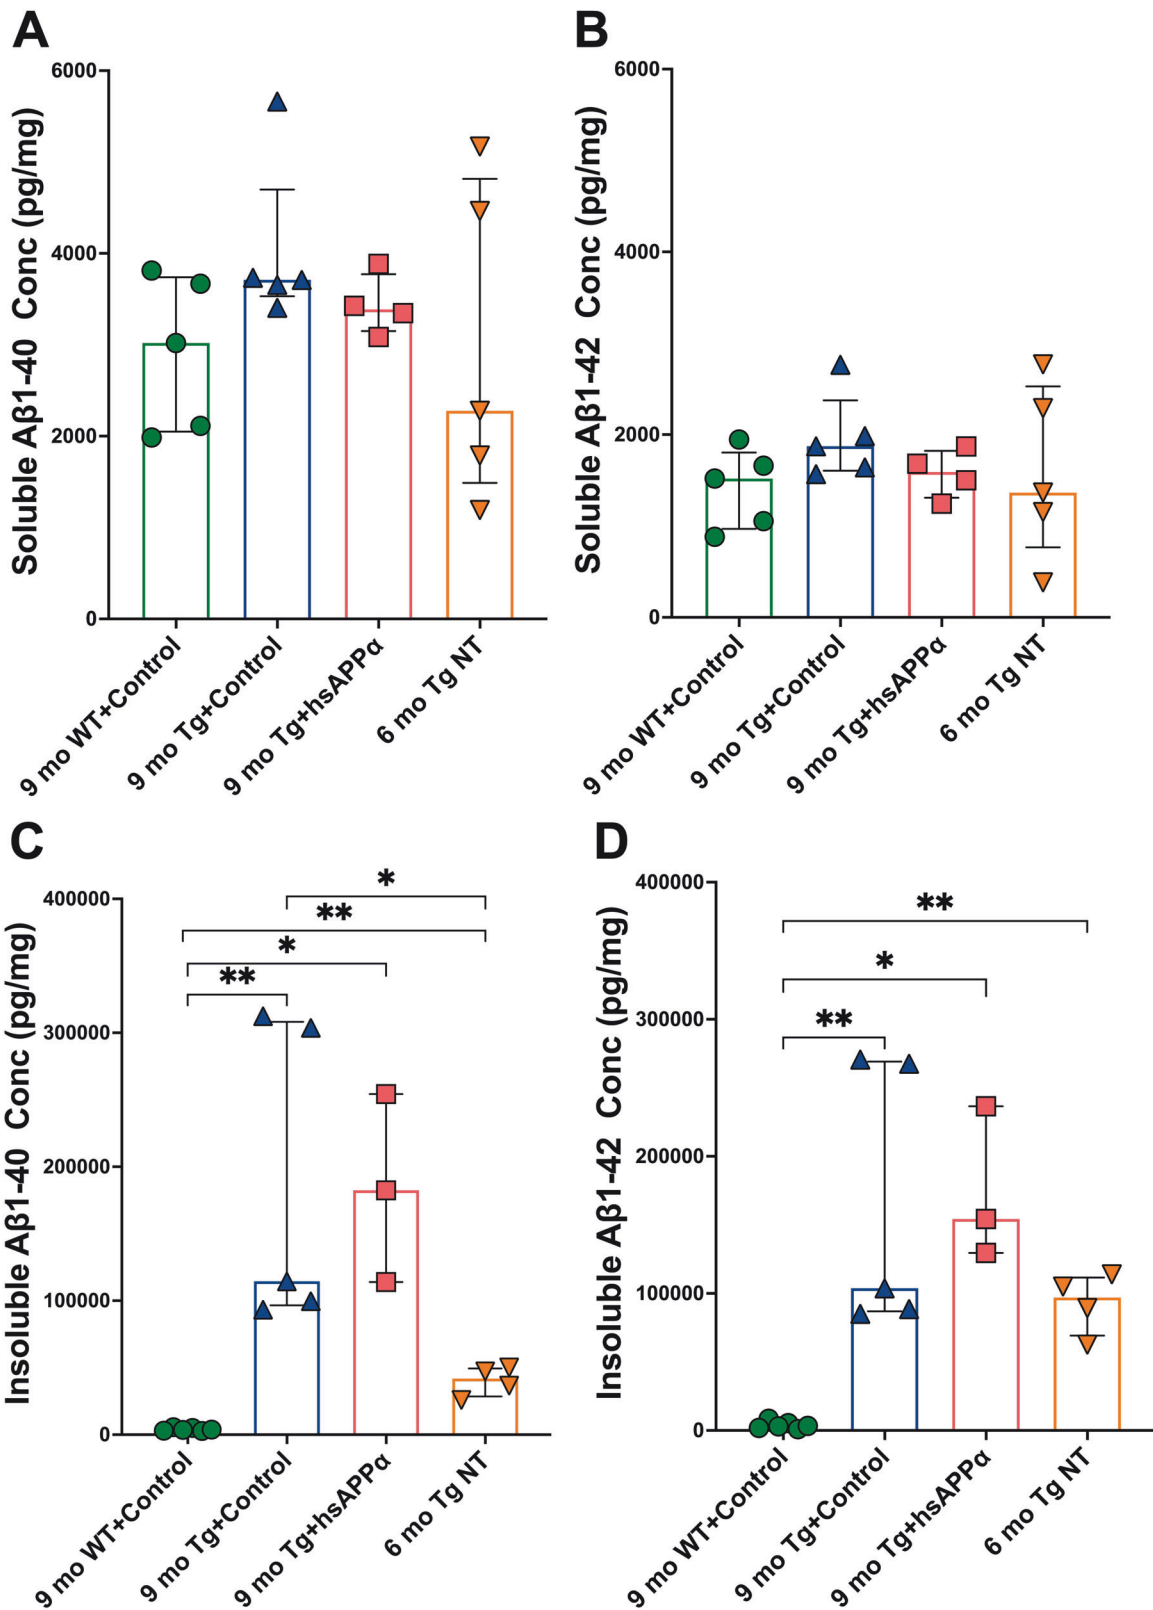 A
Soluble Aβ1-40 Conc (pg/mg)
6000
4000
2000
0
9 mo WT+Control
9 mo Tg+Control
9 mo Tg+hsAPPα
6 mo Tg NT
B
Soluble Aβ1-42 Conc (pg/mg)
6000
4000
2000
0
9 mo WT+Control
9 mo Tg+Control
9 mo Tg+hsAPPα
6 mo Tg NT
C
Insoluble Aβ1-40 Conc (pg/mg)
400000
300000
200000
100000
0
*
**
*
**
9 mo WT+Control
9 mo Tg+Control
9 mo Tg+hsAPPα
6 mo Tg NT
D
Insoluble Aβ1-42 Conc (pg/mg)
400000
300000
200000
100000
0
**
*
**
9 mo WT+Control
9 mo Tg+Control
9 mo Tg+hsAPPα
6 mo Tg NT